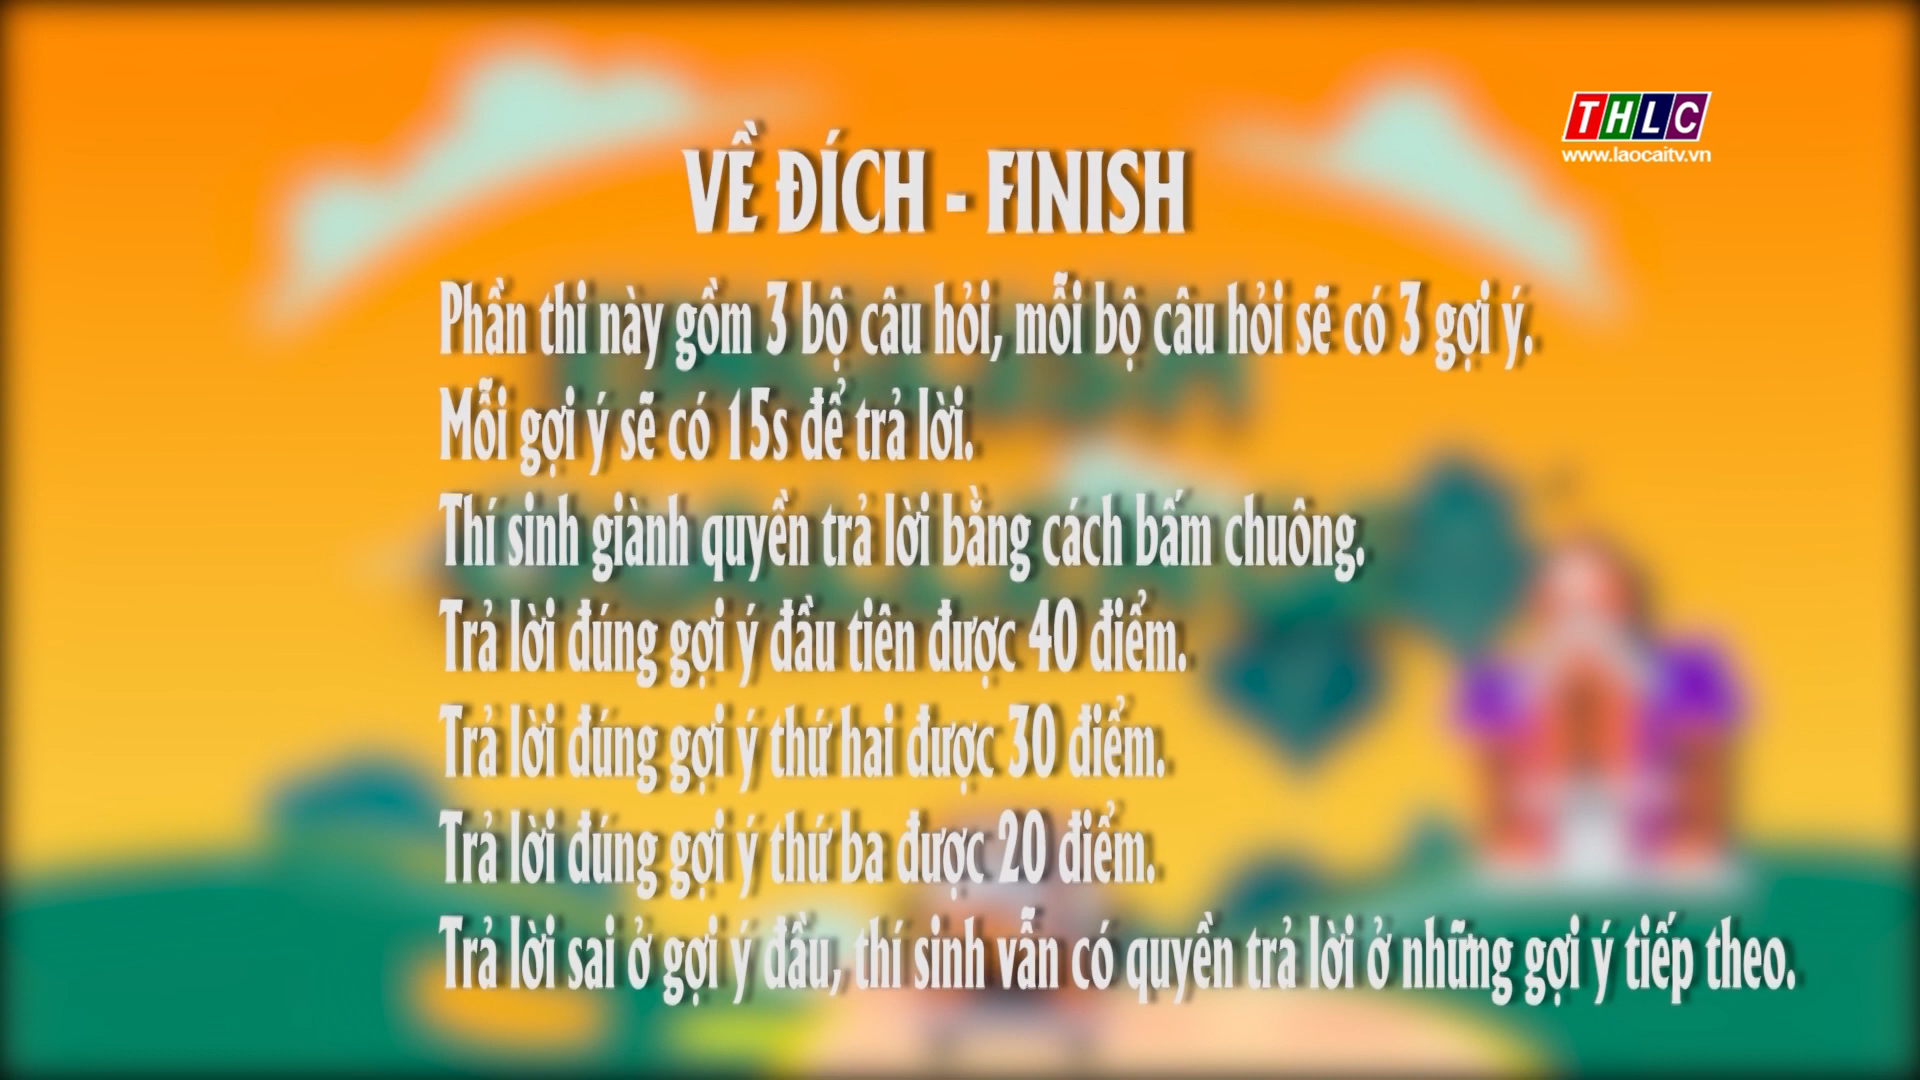 THLC
www.laocaitv.vn
VỀ ĐÍCH - FINISH
Phần thi này gồm 3 bộ câu hỏi, mỗi bộ câu hỏi sẽ có 3 gợi ý.
Mỗi gợi ý sẽ có 15s để trả lời.
Thí sinh giành quyền trả lời bằng cách bấm chuông.
Trả lời đúng gợi ý đầu tiên được 40 điểm.
Trả lời đúng gợi ý thứ hai được 30 điểm.
Trả lời đúng gợi ý thứ ba được 20 điểm.
Trả lời sai ở gợi ý đầu, thí sinh vẫn có quyền trả lời ở những gợi ý tiếp theo.